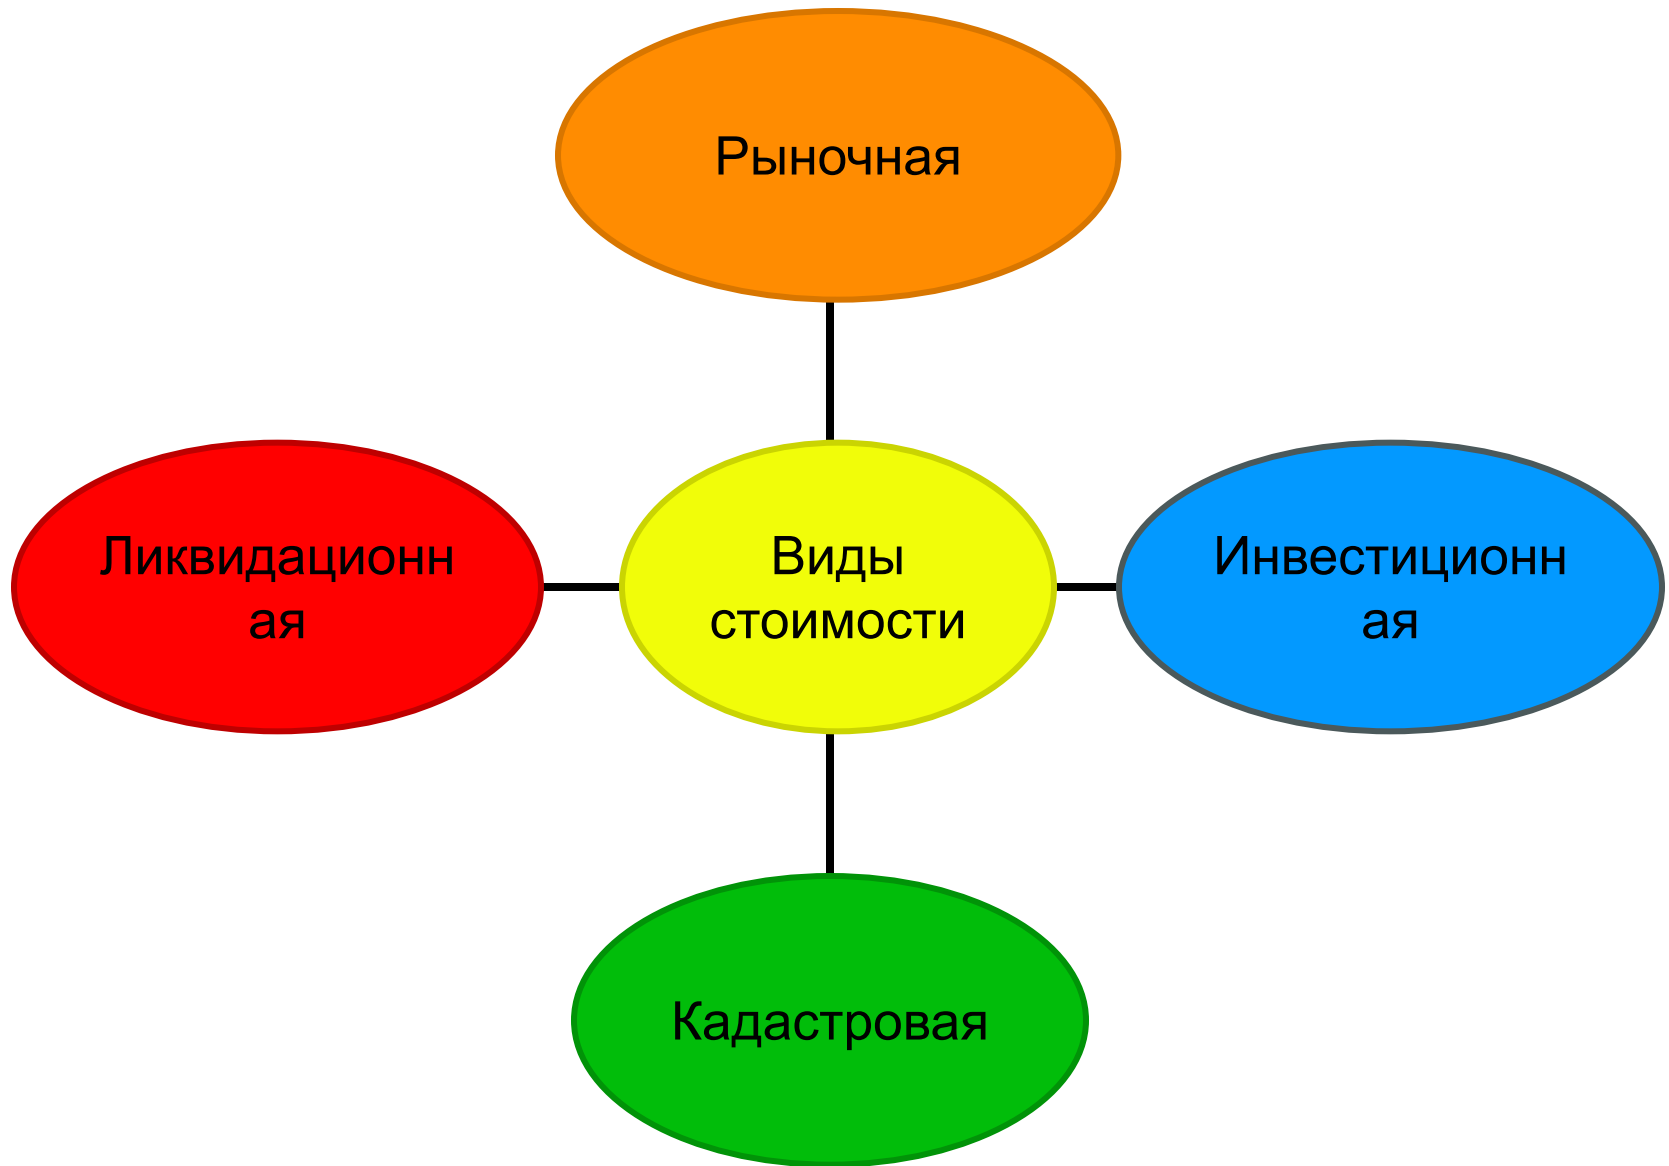 Рыночная
Ликвидационн
ая
Виды
стоимости
Инвестиционн
ая
Кадастровая